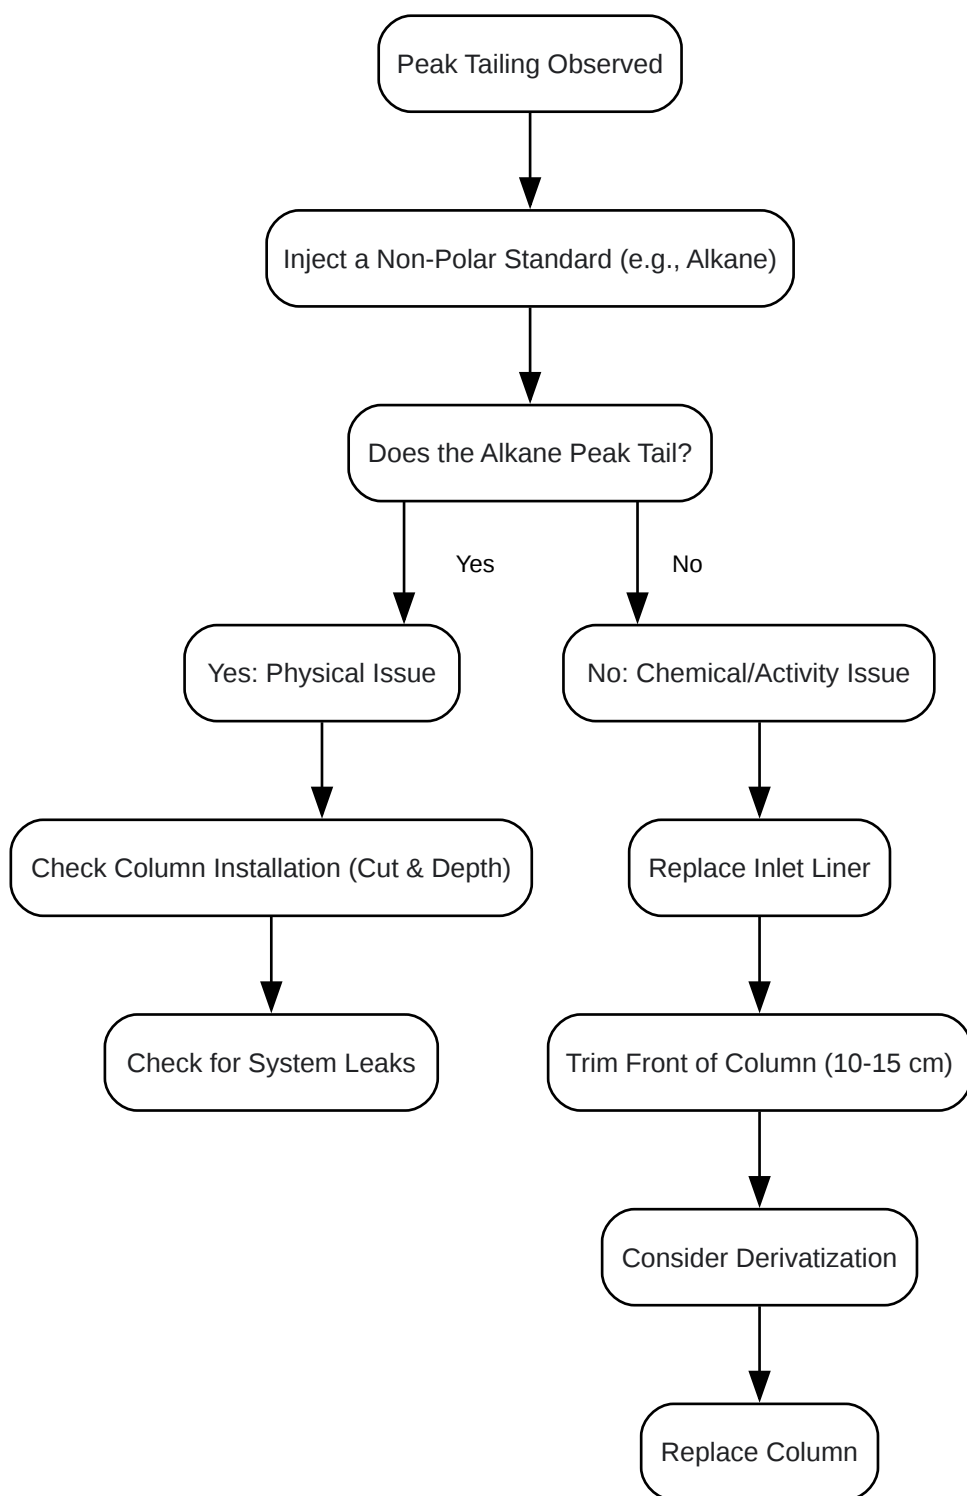 Peak Tailing Observed
Inject a Non-Polar Standard (e.g., Alkane)
Does the Alkane Peak Tail?
Yes
No
Yes: Physical Issue
No: Chemical/Activity Issue
Check Column Installation (Cut & Depth)
Replace Inlet Liner
Check for System Leaks
Trim Front of Column (10-15 cm)
Consider Derivatization
Replace Column